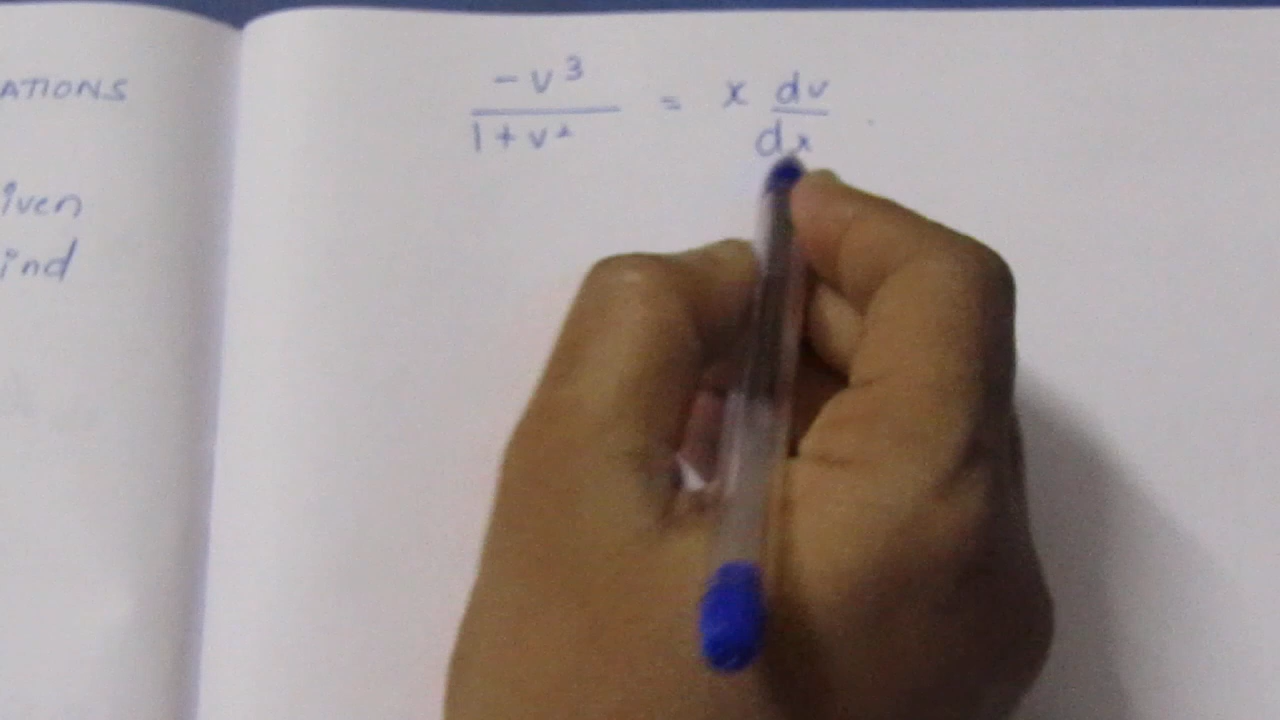 ATIONS
iven
ind
-v³/1+v² = x dv/dx